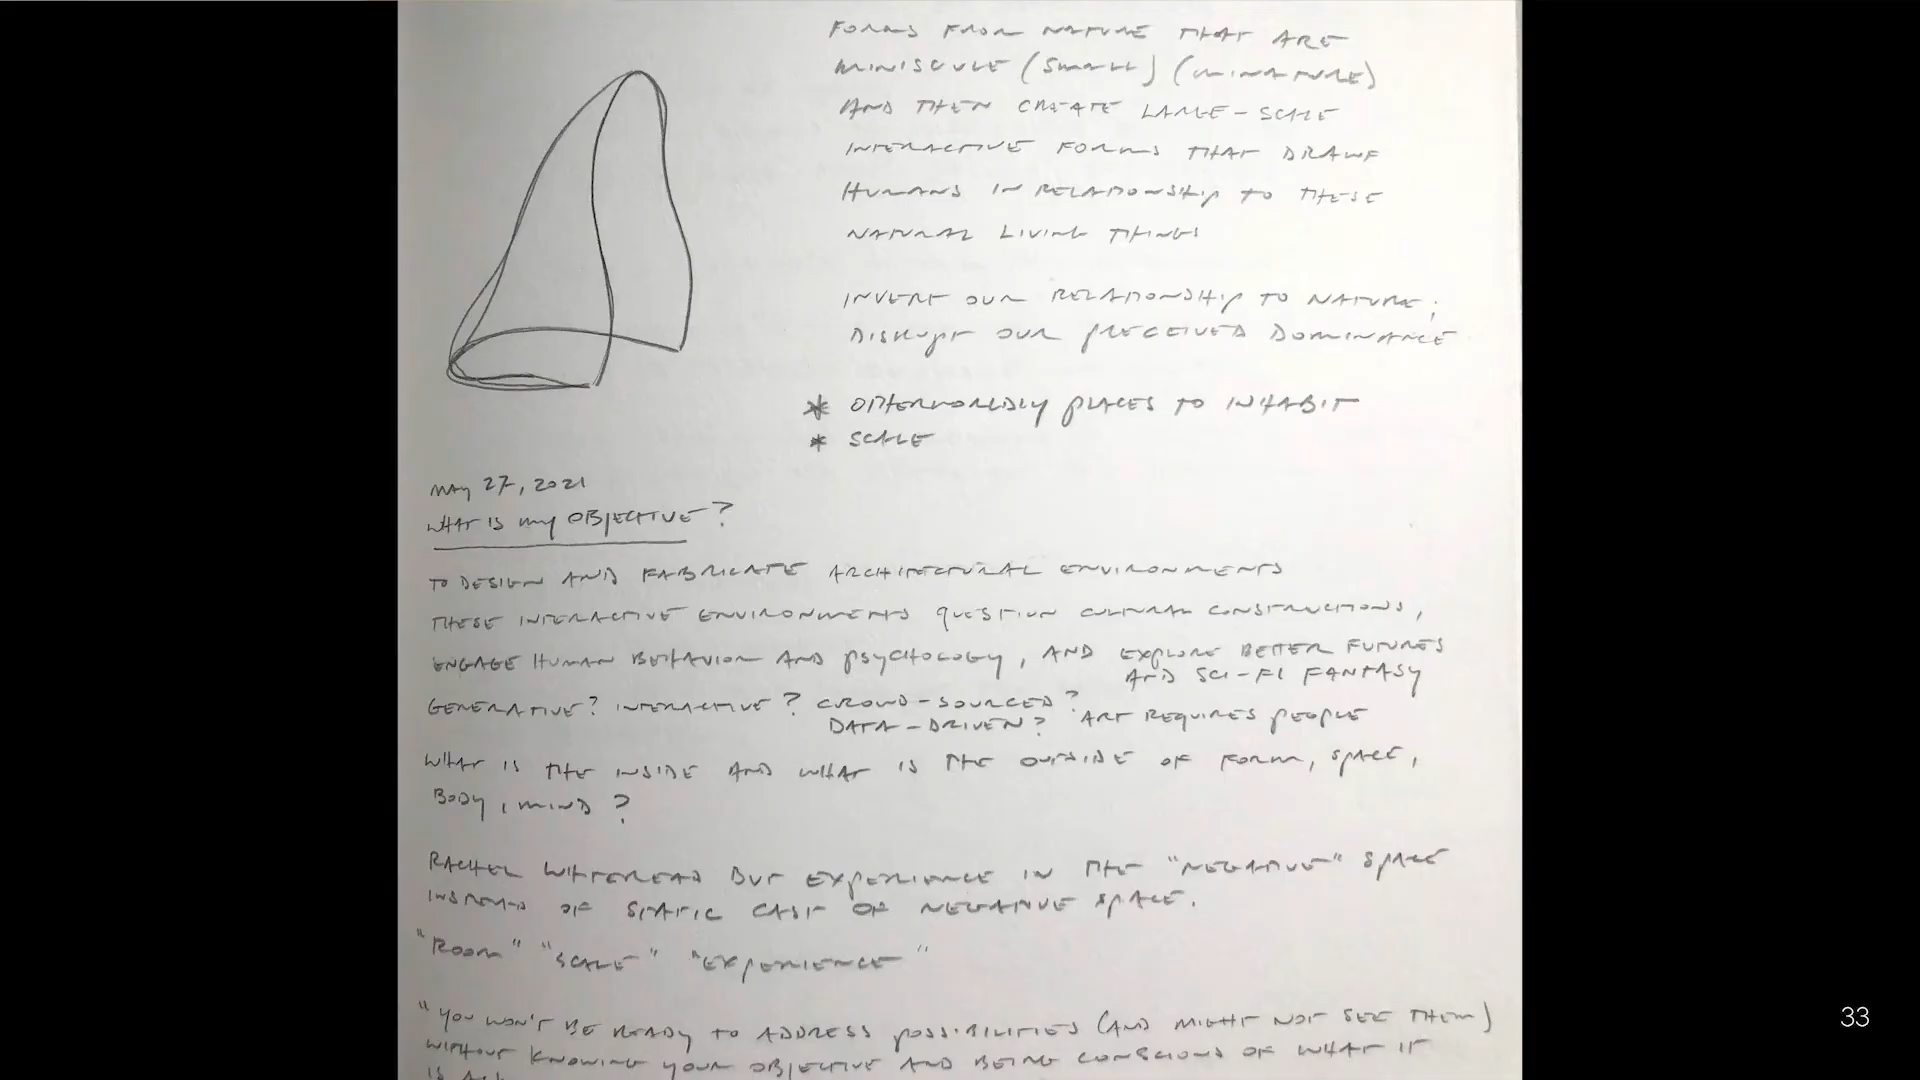 FORMS FROM NATURE THAT ARE
MINISCULE (SMALL) (MINATURE)
AND THEN CREATE LARGE-SCALE
INTERACTIVE FORMS THAT DRAWF
HUMANS IN RELATIONSHIP TO THESE
NATURAL LIVING THINGS
INVERT OUR RELATIONSHIP TO NATURE;
DISRUPT OUR PRECEIVED DOMINANCE
* OTHERWORLDLY PLACES TO INHABIT
* SCALE
MAY 27, 2021
WHAT IS MY OBJECTIVE?
TO DESIGN AND FABRICATE ARCHITECTURAL ENVIRONMENTS
THESE INTERACTIVE ENVIRONMENTS QUESTION CULTURAL CONSTRUCTIONS,
ENGAGE HUMAN BEHAVIOR AND PSYCHOLOGY, AND EXPLORE BETTER FUTURES
AND SCI-FI FANTASY
GENERATIVE? INTERACTIVE? CROWD-SOURCED?
DATA-DRIVEN? ART REQUIRES PEOPLE
WHAT IS THE INSIDE AND WHAT IS THE OUTSIDE OF FORM, SPACE,
BODY, MIND?
RACHEL WHITEREAD BUT EXPERIENCE IN THE "NEGATIVE" SPACE
INSTEAD OF STATIC CAST OF NEGATIVE SPACE.
"ROOM" "SCALE" "EXPERIENCE"
"YOU WON'T BE READY TO ADDRESS POSSIBILITIES (AND MIGHT NOT SEE THEM)
WITHOUT KNOWING YOUR OBJECTIVE AND BEING CONSCIOUS OF WHAT IT
IS
33